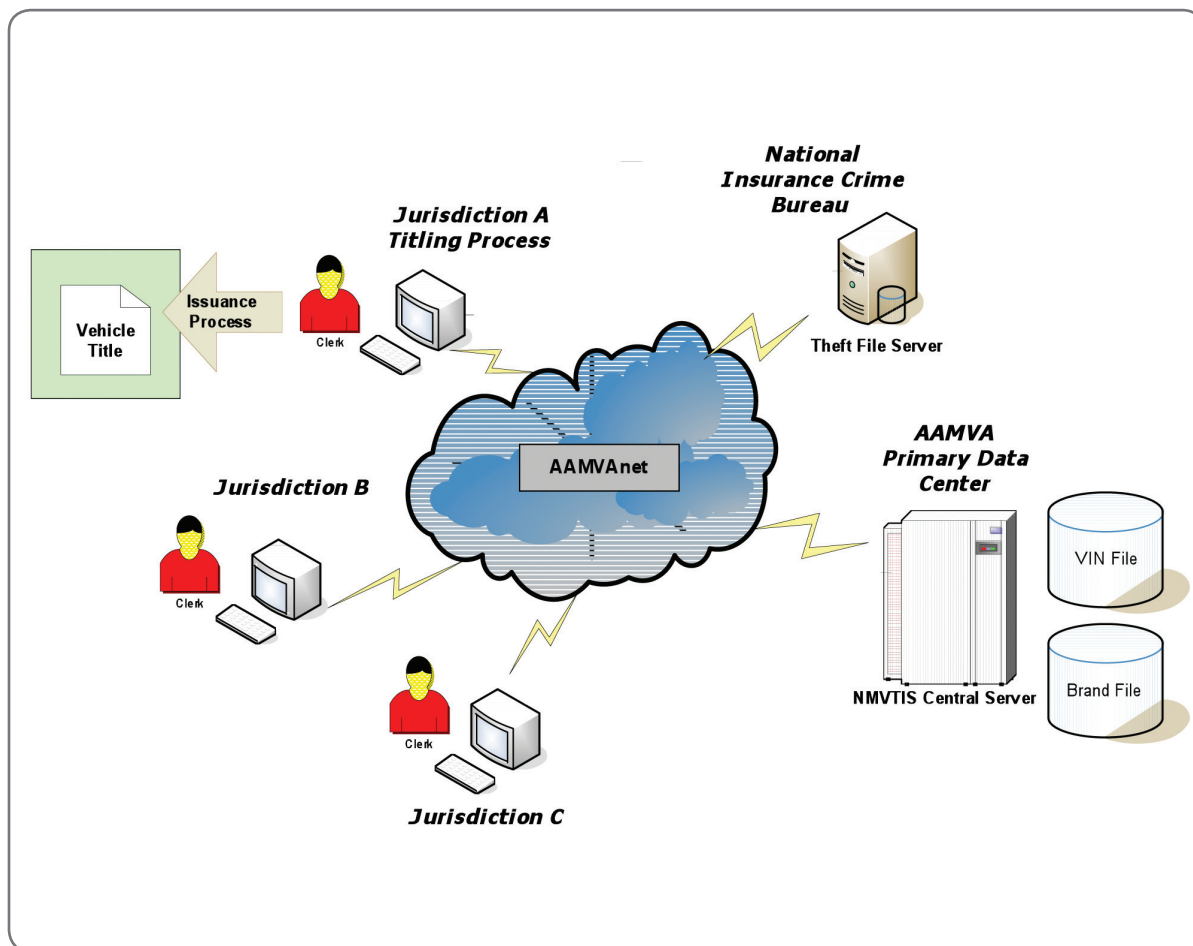 National
Insurance Crime
Bureau
Jurisdiction A
Titling Process
Issuance
Process
Vehicle
Title
Clerk
Theft File Server
AAMVAnet
AAMVA
Primary Data
Center
Jurisdiction B
Clerk
VIN File
Brand File
NMVTIS Central Server
Clerk
Jurisdiction C